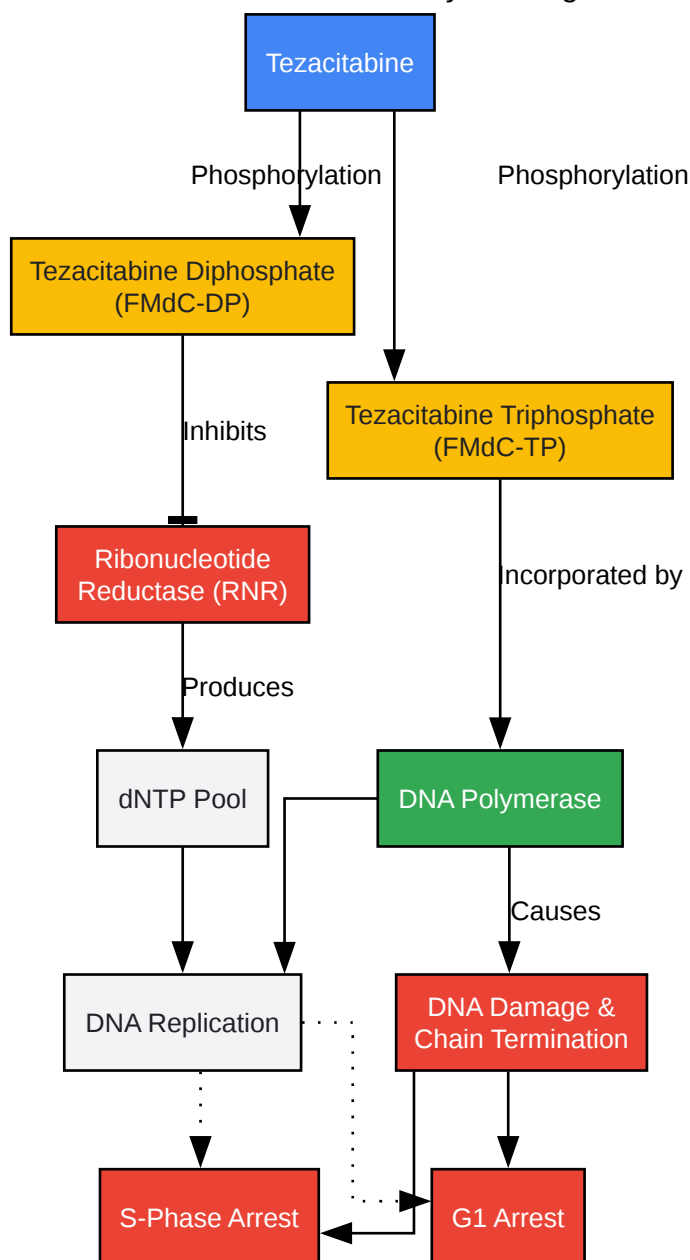 Tezacitabine
Phosphorylation
Phosphorylation
Tezacitabine Diphosphate
(FMdC-DP)
Tezacitabine Triphosphate
(FMdC-TP)
Inhibits
Ribonucleotide
Reductase (RNR)
Incorporated by
Produces
dNTP Pool
DNA Polymerase
Causes
DNA Replication
DNA Damage &
Chain Termination
S-Phase Arrest
G1 Arrest